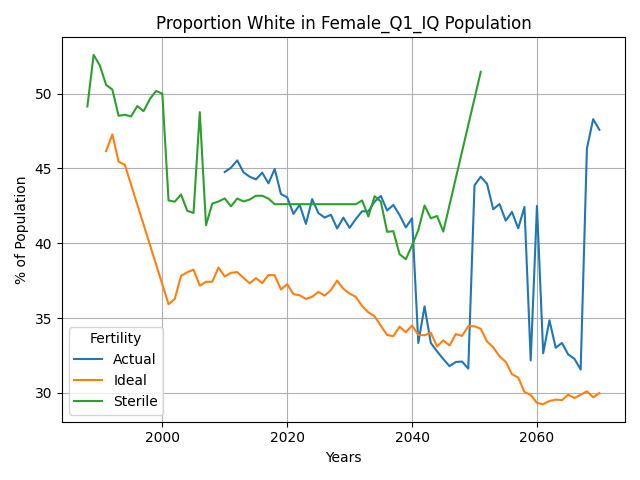 Proportion White in Female_Q1_IQ Population
% of Population
50
45
40
35
30
Fertility
Actual
Ideal
Sterile
2000
2020
2040
2060
Years